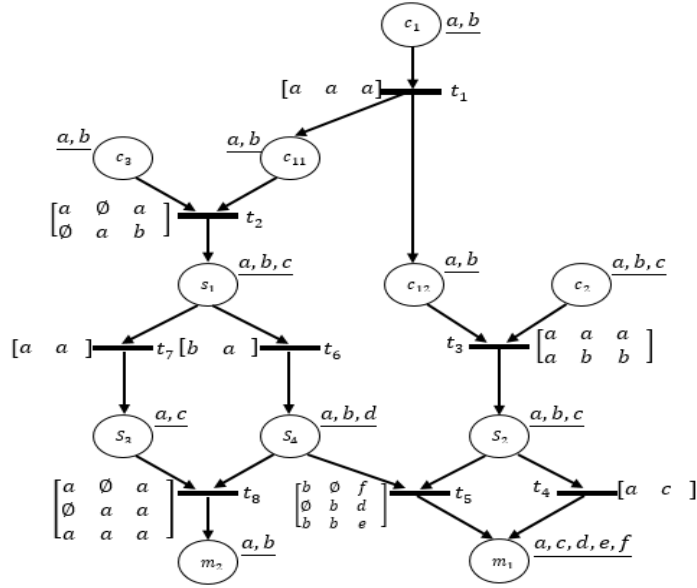 c₁ a, b
[a a a] t₁
a, b a, b
c₃ c₁₁
[a Ø a
Ø a b] t₂
a, b, c a, b a, b, c
s₁ c₁₂ c₂
[a a] t₇ [b a] t₆ t₃ [a a a
a b b]
a, c a, b, d a, b, c
S₃ S₄ S₂
[a Ø a
Ø a a
a a a] t₈
[b Ø f
Ø b d
b b e] t₅
t₄ [a c]
m₂ a, b
m₁ a, c, d, e, f